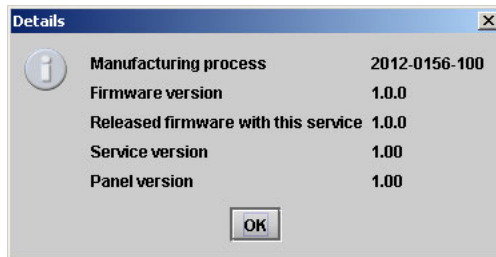 Details
Manufacturing process 2012-0156-100
Firmware version 1.0.0
Released firmware with this service 1.0.0
Service version 1.00
Panel version 1.00
OK